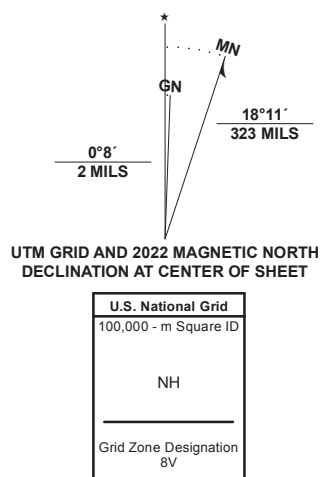 ★
MN
GN
18°11´
323 MILS
0°8´
2 MILS
UTM GRID AND 2022 MAGNETIC NORTH
DECLINATION AT CENTER OF SHEET
U.S. National Grid
100,000 - m Square ID
NH
Grid Zone Designation
8V